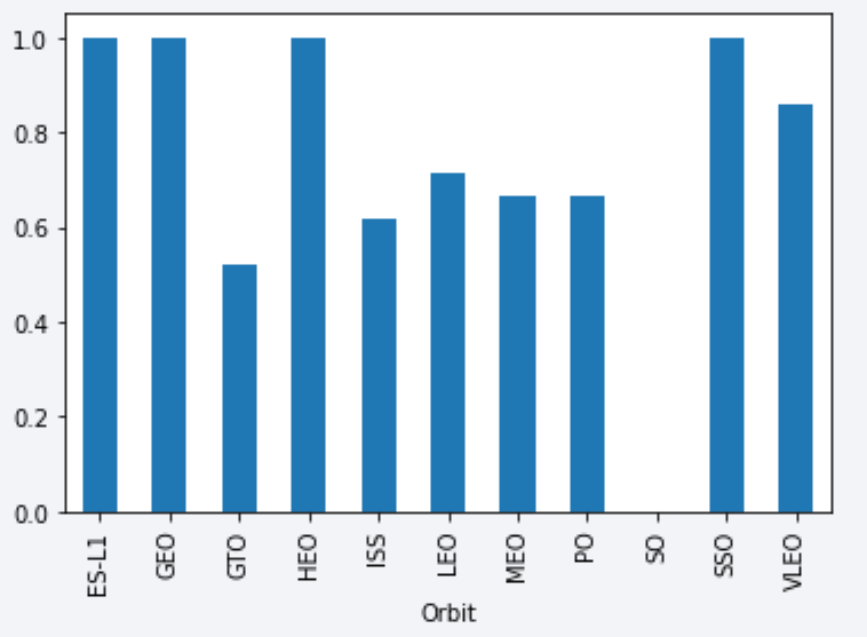 1.0
0.8
0.6
0.4
0.2
0.0
ES-L1
GEO
GTO
HEO
ISS
LEO
MEO
PO
SO
SSO
VLEO
Orbit